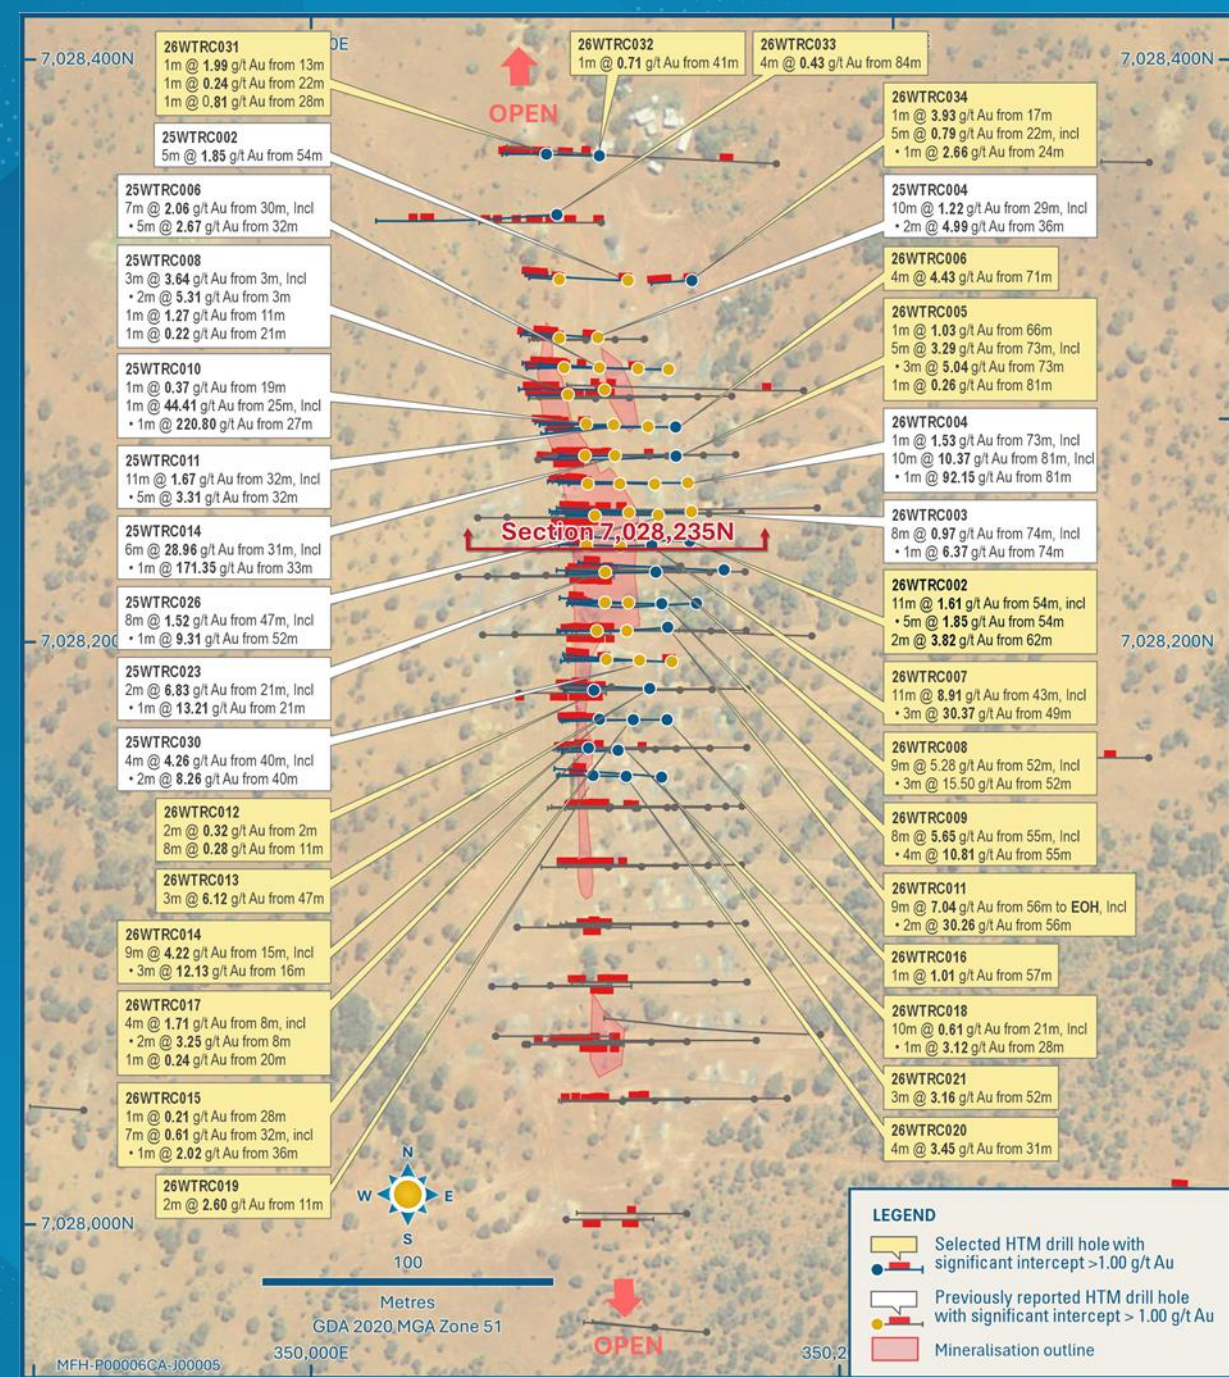 7,028,400N
0E
7,028,400N
OPEN
26WTRC031
1m @ 1.99 g/t Au from 13m
1m @ 0.24 g/t Au from 22m
1m @ 0.81 g/t Au from 28m
26WTRC032
1m @ 0.71 g/t Au from 41m
26WTRC033
4m @ 0.43 g/t Au from 84m
25WTRC002
5m @ 1.85 g/t Au from 54m
25WTRC006
7m @ 2.06 g/t Au from 30m, Incl
• 5m @ 2.67 g/t Au from 32m
25WTRC008
3m @ 3.64 g/t Au from 3m, Incl
• 2m @ 5.31 g/t Au from 3m
1m @ 1.27 g/t Au from 11m
1m @ 0.22 g/t Au from 21m
25WTRC010
1m @ 0.37 g/t Au from 19m
1m @ 44.41 g/t Au from 25m, Incl
• 1m @ 220.80 g/t Au from 27m
25WTRC011
11m @ 1.67 g/t Au from 32m, Incl
• 5m @ 3.31 g/t Au from 32m
25WTRC014
6m @ 28.96 g/t Au from 31m, Incl
• 1m @ 171.35 g/t Au from 33m
25WTRC026
8m @ 1.52 g/t Au from 47m, Incl
• 1m @ 9.31 g/t Au from 52m
7,028,200
25WTRC023
2m @ 6.83 g/t Au from 21m, Incl
• 1m @ 13.21 g/t Au from 21m
25WTRC030
4m @ 4.26 g/t Au from 40m, Incl
• 2m @ 8.26 g/t Au from 40m
26WTRC012
2m @ 0.32 g/t Au from 2m
8m @ 0.28 g/t Au from 11m
26WTRC013
3m @ 6.12 g/t Au from 47m
26WTRC014
9m @ 4.22 g/t Au from 15m, Incl
• 3m @ 12.13 g/t Au from 16m
26WTRC017
4m @ 1.71 g/t Au from 8m, incl
• 2m @ 3.25 g/t Au from 8m
1m @ 0.24 g/t Au from 20m
26WTRC015
1m @ 0.21 g/t Au from 28m
7m @ 0.61 g/t Au from 32m, incl
• 1m @ 2.02 g/t Au from 36m
26WTRC019
2m @ 2.60 g/t Au from 11m
Section 7,028,235N
26WTRC034
1m @ 3.93 g/t Au from 17m
5m @ 0.79 g/t Au from 22m, incl
• 1m @ 2.66 g/t Au from 24m
25WTRC004
10m @ 1.22 g/t Au from 29m, Incl
• 2m @ 4.99 g/t Au from 36m
26WTRC006
4m @ 4.43 g/t Au from 71m
26WTRC005
1m @ 1.03 g/t Au from 66m
5m @ 3.29 g/t Au from 73m, Incl
• 3m @ 5.04 g/t Au from 73m
1m @ 0.26 g/t Au from 81m
26WTRC004
1m @ 1.53 g/t Au from 73m, Incl
10m @ 10.37 g/t Au from 81m, Incl
• 1m @ 92.15 g/t Au from 81m
26WTRC003
8m @ 0.97 g/t Au from 74m, Incl
• 1m @ 6.37 g/t Au from 74m
26WTRC002
11m @ 1.61 g/t Au from 54m, incl
• 5m @ 1.85 g/t Au from 54m
2m @ 3.82 g/t Au from 62m
7,028,200N
26WTRC007
11m @ 8.91 g/t Au from 43m, Incl
• 3m @ 30.37 g/t Au from 49m
26WTRC008
9m @ 5.28 g/t Au from 52m, Incl
• 3m @ 15.50 g/t Au from 52m
26WTRC009
8m @ 5.65 g/t Au from 55m, Incl
• 4m @ 10.81 g/t Au from 55m
26WTRC011
9m @ 7.04 g/t Au from 56m to EOH, Incl
• 2m @ 30.26 g/t Au from 56m
26WTRC016
1m @ 1.01 g/t Au from 57m
26WTRC018
10m @ 0.61 g/t Au from 21m, Incl
• 1m @ 3.12 g/t Au from 28m
26WTRC021
3m @ 3.16 g/t Au from 52m
26WTRC020
4m @ 3.45 g/t Au from 31m
N
W E
S
7,028,000N
100
Metres
GDA 2020 MGA Zone 51
OPEN
350,000E
350,2
MFH-P00006CA-J00005
LEGEND
Selected HTM drill hole with
significant intercept >1.00 g/t Au
Previously reported HTM drill hole
with significant intercept > 1.00 g/t Au
Mineralisation outline